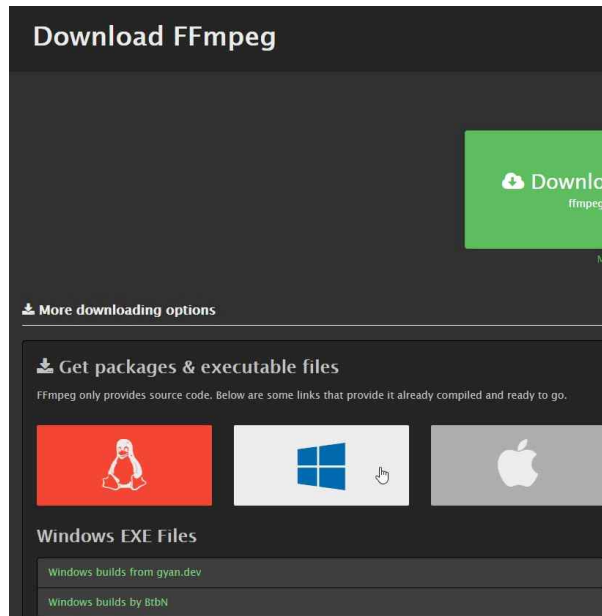 Download FFmpeg
ffmpeg
More downloading options
Get packages & executable files
FFmpeg only provides source code. Below are some links that provide it already compiled and ready to go.
Windows EXE Files
Windows builds from gyan.dev
Windows builds by BtbN